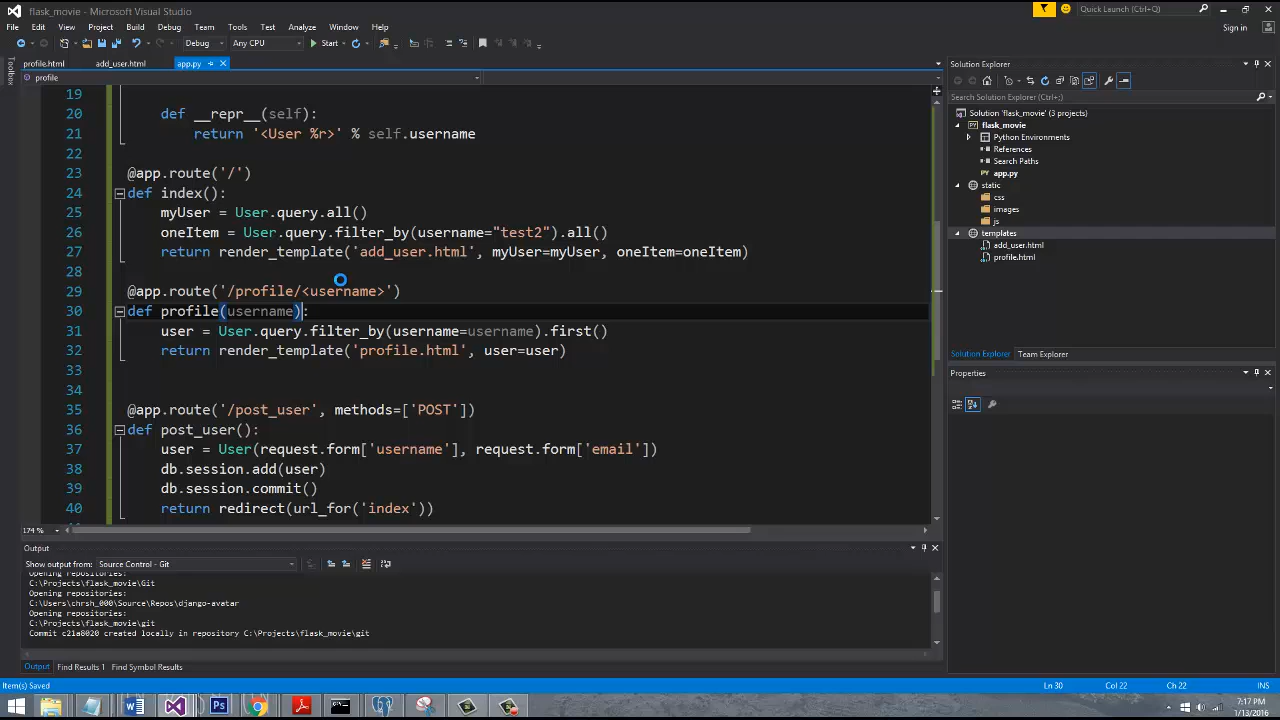 flask_movie - Microsoft Visual Studio
Quick Launch (Ctrl+;)
File Edit View Project Build Debug Team Tools Test Analyze Window Help
Sign in
Debug Any CPU Start
Toolbox
profile.html add_user.html app.py
profile
19
20 def __repr__(self):
21 return '<User %r>' % self.username
22
23 @app.route('/')
24 def index():
25 myUser = User.query.all()
26 oneItem = User.query.filter_by(username="test2").all()
27 return render_template('add_user.html', myUser=myUser, oneItem=oneItem)
28
29 @app.route('/profile/<username>')
30 def profile(username):
31 user = User.query.filter_by(username=username).first()
32 return render_template('profile.html', user=user)
33
34
35 @app.route('/post_user', methods=['POST'])
36 def post_user():
37 user = User(request.form['username'], request.form['email'])
38 db.session.add(user)
39 db.session.commit()
40 return redirect(url_for('index'))
174 %
Output
Show output from: Source Control - Git
Opening repositories:
C:\Projects\flask_movie\Git
Opening repositories:
C:\Users\chrsh_000\Source\Repos\django-avatar
Opening repositories:
C:\Projects\flask_movie\git
Commit c21a8020 created locally in repository C:\Projects\flask_movie\git
Output Find Results 1 Find Symbol Results
Solution Explorer
Search Solution Explorer (Ctrl+;)
Solution 'flask_movie' (3 projects)
flask_movie
Python Environments
References
Search Paths
app.py
static
css
images
js
templates
add_user.html
profile.html
Solution Explorer Team Explorer
Properties
Item(s) Saved Ln 30 Col 22 Ch 22 INS
7:17 PM
1/13/2016